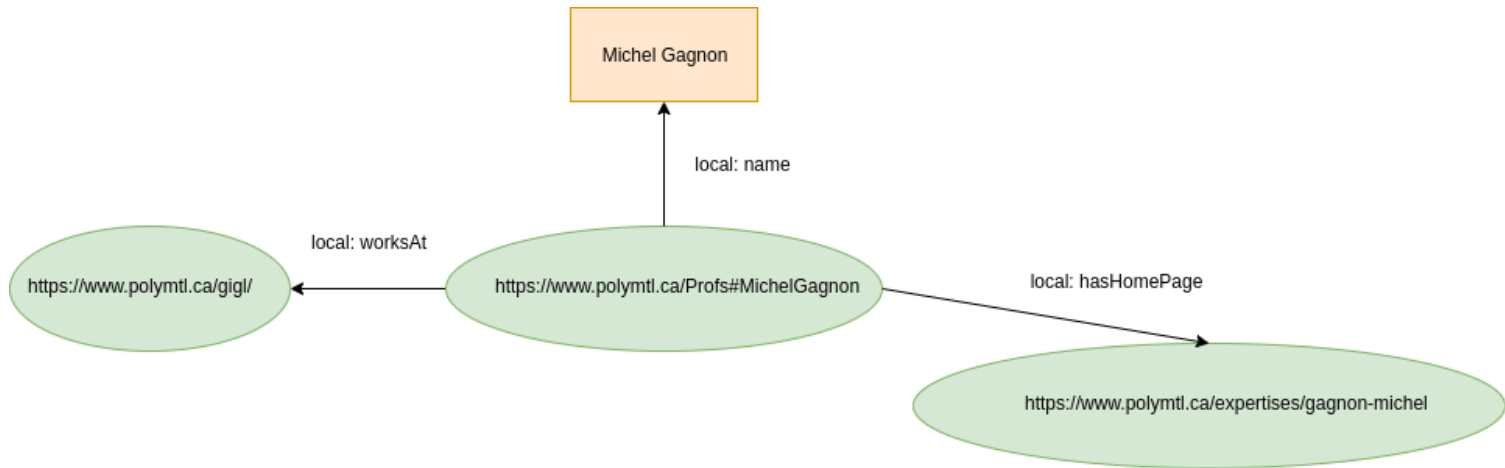 Michel Gagnon
local: name
local: worksAt
https://www.polymtl.ca/gigl/
https://www.polymtl.ca/Profs#MichelGagnon
local: hasHomePage
https://www.polymtl.ca/expertises/gagnon-michel